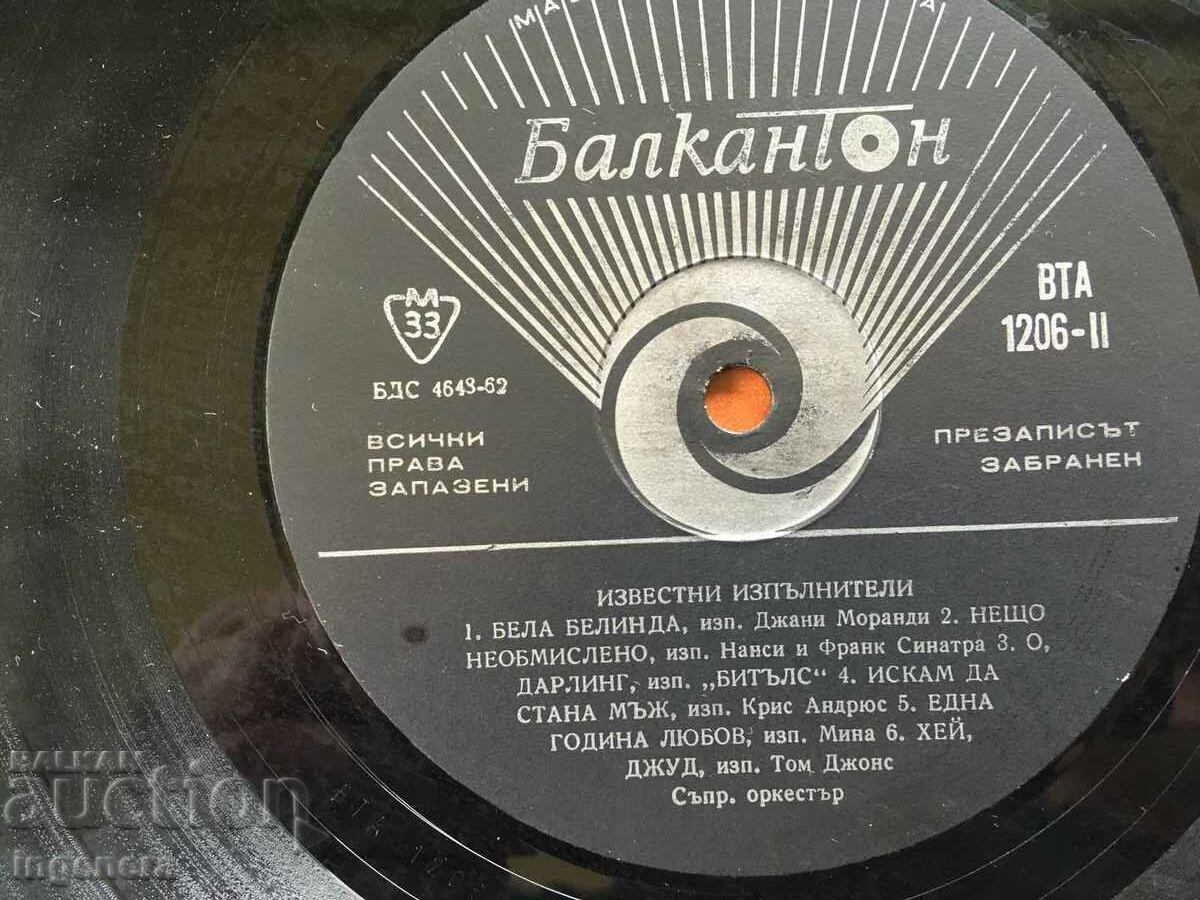 БалканТон
М
33
БДС 4643-62
ВТА
1206-II
ВСИЧКИ
ПРАВА
ЗАПАЗЕНИ
ПРЕЗАПИСЪТ
ЗАБРАНЕН
ИЗВЕСТНИ ИЗПЪЛНИТЕЛИ
1. БЕЛА БЕЛИНДА, изп. Джани Моранди 2. НЕЩО
НЕОБМИСЛЕНО, изп. Нанси и Франк Синатра 3. О,
ДАРЛИНГ, изп. „БИТЪЛС“ 4. ИСКАМ ДА
СТАНА МЪЖ, изп. Крис Андрюс 5. ЕДНА
ГОДИНА ЛЮБОВ, изп. Мина 6. ХЕЙ,
ДЖУД, изп. Том Джонс
Съпр. оркестър
BALKAN
auction
ingenera